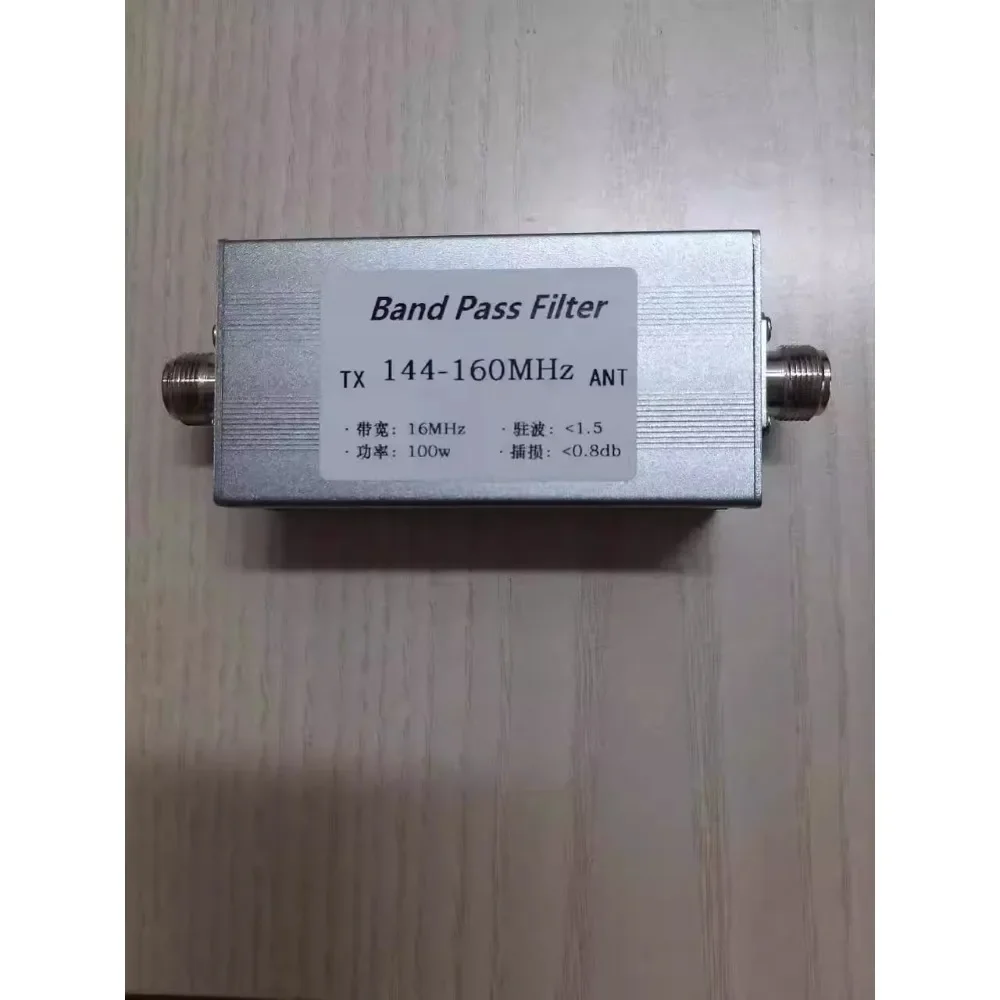 Band Pass Filter
TX 144-160MHz ANT
·带宽: 16MHz ·驻波: <1.5
·功率: 100w ·插损: <0.8db